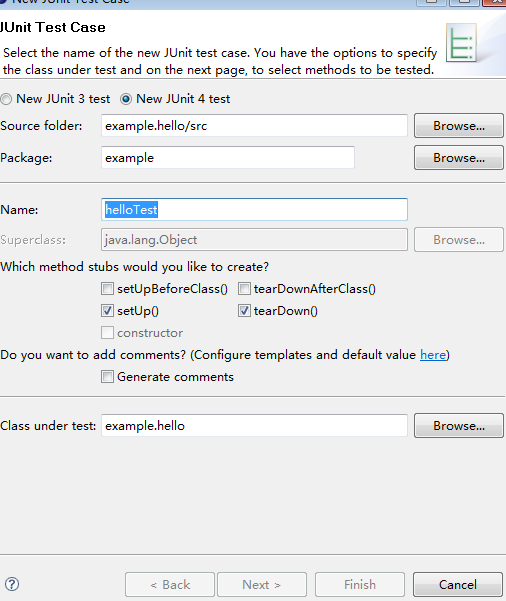 New JUnit Test Case
JUnit Test Case
Select the name of the new JUnit test case. You have the options to specify
the class under test and on the next page, to select methods to be tested.
New JUnit 3 test New JUnit 4 test
Source folder: example.hello/src Browse...
Package: example Browse...
Name: helloTest
Superclass: java.lang.Object Browse...
Which method stubs would you like to create?
setUpBeforeClass() tearDownAfterClass()
setUp() tearDown()
constructor
Do you want to add comments? (Configure templates and default value here)
Generate comments
Class under test: example.hello Browse...
? < Back Next > Finish Cancel